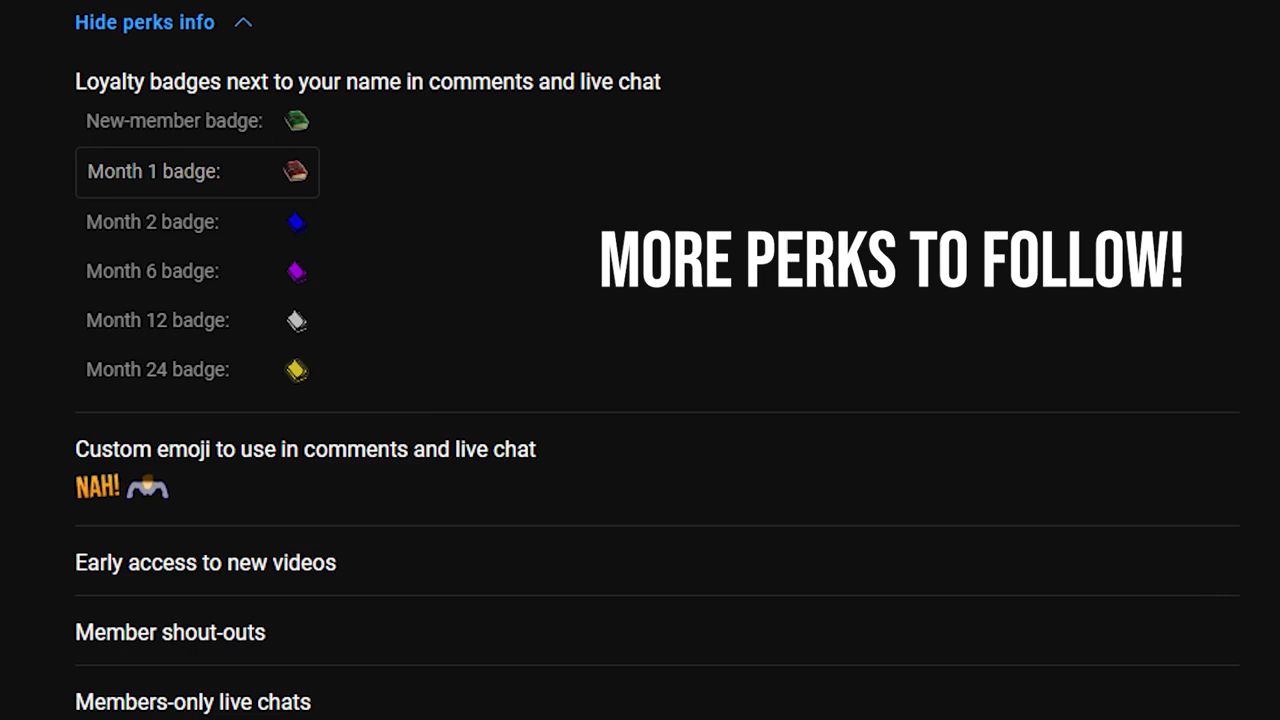 Hide perks info
Loyalty badges next to your name in comments and live chat
New-member badge:
Month 1 badge:
Month 2 badge:
Month 6 badge:
Month 12 badge:
Month 24 badge:
MORE PERKS TO FOLLOW!
Custom emoji to use in comments and live chat
NAH!
Early access to new videos
Member shout-outs
Members-only live chats